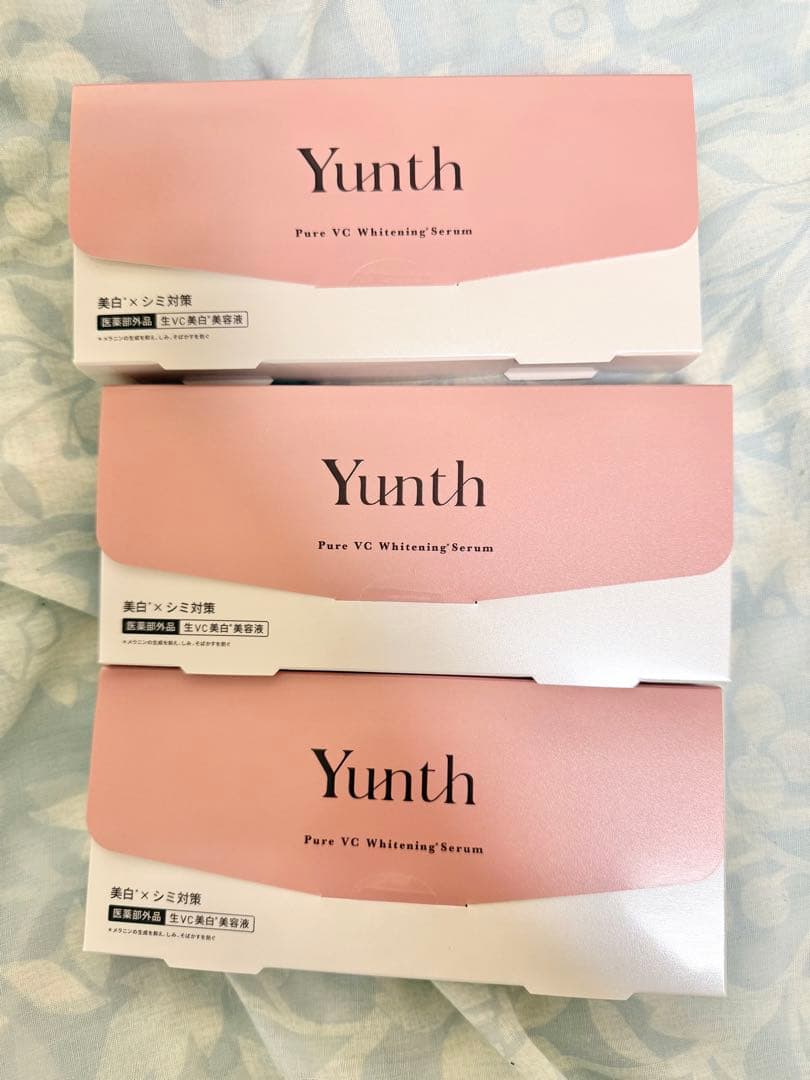 Yunth
Pure VC Whitening*Serum
美白*×シミ対策
医薬部外品 生VC美白*美容液
*メラニンの生成を抑え、しみ、そばかすを防ぐ
Yunth
Pure VC Whitening*Serum
美白*×シミ対策
医薬部外品 生VC美白*美容液
*メラニンの生成を抑え、しみ、そばかすを防ぐ
Yunth
Pure VC Whitening*Serum
美白*×シミ対策
医薬部外品 生VC美白*美容液
*メラニンの生成を抑え、しみ、そばかすを防ぐ